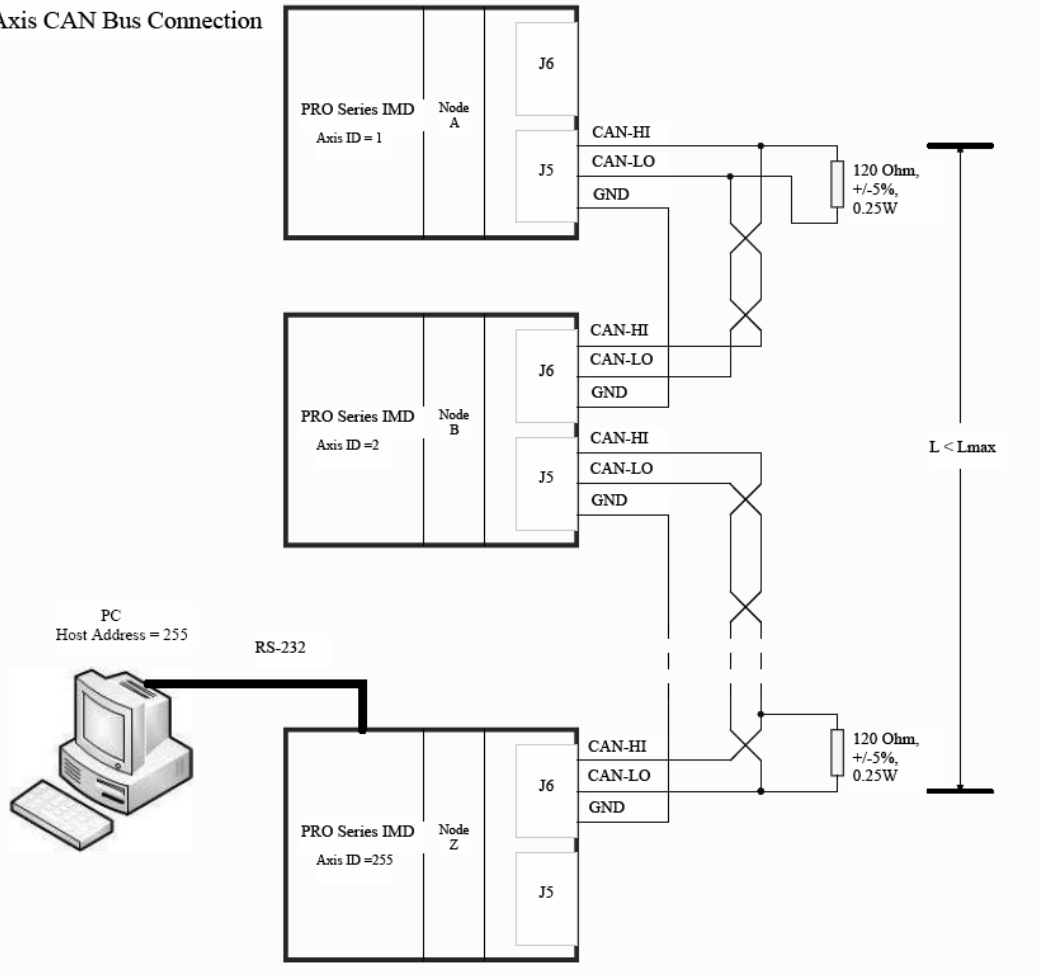 Axis CAN Bus Connection
J6
PRO Series IMD
Axis ID = 1
Node
A
J5
CAN-HI
CAN-LO
GND
120 Ohm,
+/-5%,
0.25W
J6
CAN-HI
CAN-LO
GND
PRO Series IMD
Axis ID =2
Node
B
J5
CAN-HI
CAN-LO
GND
L < Lmax
PC
Host Address = 255
RS-232
J6
CAN-HI
CAN-LO
GND
120 Ohm,
+/-5%,
0.25W
PRO Series IMD
Axis ID =255
Node
Z
J5